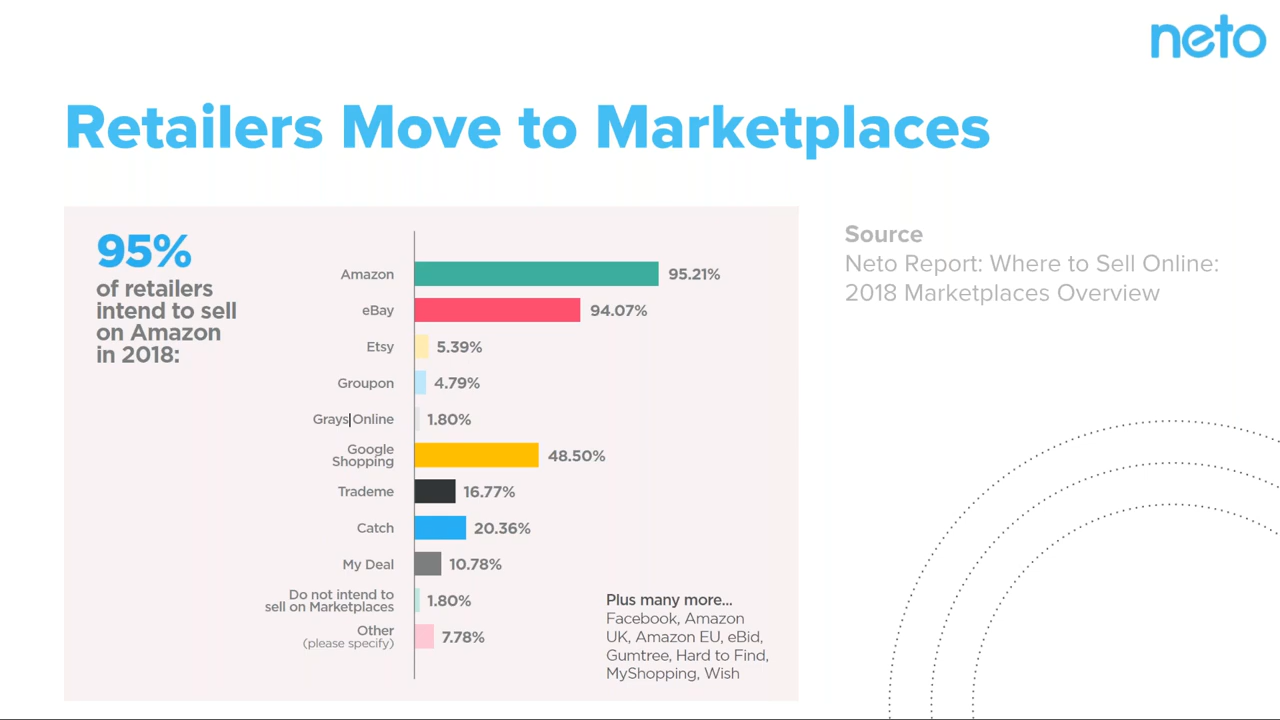 neto
Retailers Move to Marketplaces
95%
of retailers
intend to sell
on Amazon
in 2018:
Amazon 95.21%
eBay 94.07%
Etsy 5.39%
Groupon 4.79%
Grays Online 1.80%
Google
Shopping 48.50%
Trademe 16.77%
Catch 20.36%
My Deal 10.78%
Do not intend to
sell on Marketplaces 1.80%
Other
(please specify) 7.78%
Plus many more...
Facebook, Amazon
UK, Amazon EU, eBid,
Gumtree, Hard to Find,
MyShopping, Wish
Source
Neto Report: Where to Sell Online:
2018 Marketplaces Overview